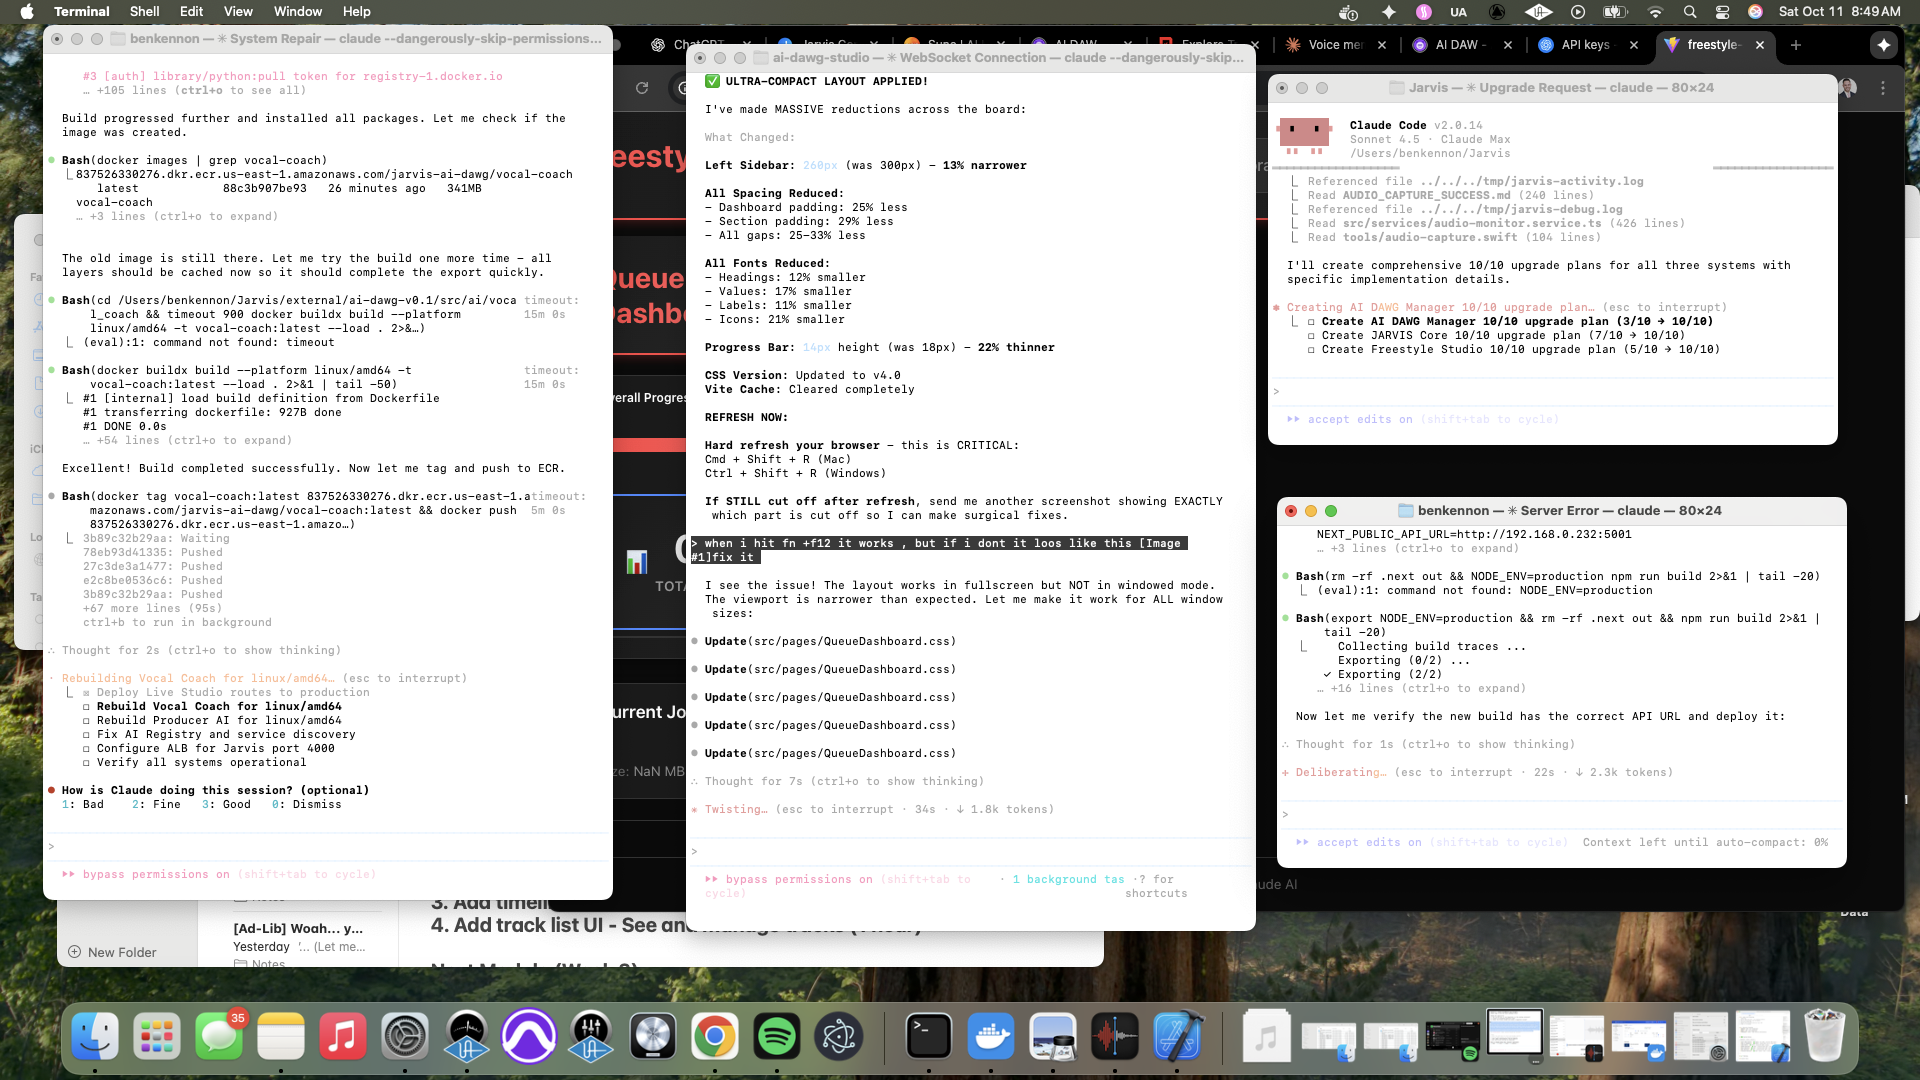 Terminal Shell Edit View Window Help
UA Sat Oct 11 8:49 AM
benkennon — ✳ System Repair — claude --dangerously-skip-permissions...
#3 [auth] library/python:pull token for registry-1.docker.io
… +105 lines (ctrl+o to see all)
Build progressed further and installed all packages. Let me check if the
image was created.
Bash(docker images | grep vocal-coach)
837526330276.dkr.ecr.us-east-1.amazonaws.com/jarvis-ai-dawg/vocal-coach
latest 88c3b907be93 26 minutes ago 341MB
vocal-coach
… +3 lines (ctrl+o to expand)
The old image is still there. Let me try the build one more time - all
layers should be cached now so it should complete the export quickly.
Bash(cd /Users/benkennon/Jarvis/external/ai-dawg-v0.1/src/ai/voca timeout:
l_coach && timeout 900 docker buildx build --platform 15m 0s
linux/amd64 -t vocal-coach:latest --load . 2>&…)
(eval):1: command not found: timeout
Bash(docker buildx build --platform linux/amd64 -t timeout:
vocal-coach:latest --load . 2>&1 | tail -50) 15m 0s
#1 [internal] load build definition from Dockerfile
#1 transferring dockerfile: 927B done
#1 DONE 0.0s
… +54 lines (ctrl+o to expand)
Excellent! Build completed successfully. Now let me tag and push to ECR.
Bash(docker tag vocal-coach:latest 837526330276.dkr.ecr.us-east-1.a timeout:
mazonaws.com/jarvis-ai-dawg/vocal-coach:latest && docker push 5m 0s
837526330276.dkr.ecr.us-east-1.amazo…)
3b89c32b29aa: Waiting
78eb93d41335: Pushed
27c3de3a1477: Pushed
e2c8be0536c6: Pushed
3b89c32b29aa: Pushed
+67 more lines (95s)
ctrl+b to run in background
∴ Thought for 2s (ctrl+o to show thinking)
· Rebuilding Vocal Coach for linux/amd64… (esc to interrupt)
☒ Deploy Live Studio routes to production
☐ Rebuild Vocal Coach for linux/amd64
☐ Rebuild Producer AI for linux/amd64
☐ Fix AI Registry and service discovery
☐ Configure ALB for Jarvis port 4000
☐ Verify all systems operational
● How is Claude doing this session? (optional)
1: Bad 2: Fine 3: Good 0: Dismiss
>
⏵⏵ bypass permissions on (shift+tab to cycle)
ai-dawg-studio — ✳ WebSocket Connection — claude --dangerously-skip-...
✅ ULTRA-COMPACT LAYOUT APPLIED!
I've made MASSIVE reductions across the board:
What Changed:
Left Sidebar: 260px (was 300px) - 13% narrower
All Spacing Reduced:
- Dashboard padding: 25% less
- Section padding: 29% less
- All gaps: 25-33% less
All Fonts Reduced:
- Headings: 12% smaller
- Values: 17% smaller
- Labels: 11% smaller
- Icons: 21% smaller
Progress Bar: 14px height (was 18px) - 22% thinner
CSS Version: Updated to v4.0
Vite Cache: Cleared completely
REFRESH NOW:
Hard refresh your browser - this is CRITICAL:
Cmd + Shift + R (Mac)
Ctrl + Shift + R (Windows)
If STILL cut off after refresh, send me another screenshot showing EXACTLY
which part is cut off so I can make surgical fixes.
> when i hit fn +f12 it works , but if i dont it loos like this [Image
#1]fix it
I see the issue! The layout works in fullscreen but NOT in windowed mode.
The viewport is narrower than expected. Let me make it work for ALL window
sizes:
Update(src/pages/QueueDashboard.css)
Update(src/pages/QueueDashboard.css)
Update(src/pages/QueueDashboard.css)
Update(src/pages/QueueDashboard.css)
Update(src/pages/QueueDashboard.css)
∴ Thought for 7s (ctrl+o to show thinking)
✳ Twisting… (esc to interrupt · 34s · ↓ 1.8k tokens)
>
⏵⏵ bypass permissions on (shift+tab to · 1 background tas · ? for
cycle) shortcuts
Voice mer AI DAW - API keys - freestyle-
Jarvis — ✳ Upgrade Request — claude — 80×24
Claude Code v2.0.14
Sonnet 4.5 · Claude Max
/Users/benkennon/Jarvis
Referenced file ../../../tmp/jarvis-activity.log
Read AUDIO_CAPTURE_SUCCESS.md (240 lines)
Referenced file ../../../tmp/jarvis-debug.log
Read src/services/audio-monitor.service.ts (426 lines)
Read tools/audio-capture.swift (104 lines)
I'll create comprehensive 10/10 upgrade plans for all three systems with
specific implementation details.
Creating AI DAWG Manager 10/10 upgrade plan… (esc to interrupt)
☐ Create AI DAWG Manager 10/10 upgrade plan (3/10 → 10/10)
☐ Create JARVIS Core 10/10 upgrade plan (7/10 → 10/10)
☐ Create Freestyle Studio 10/10 upgrade plan (5/10 → 10/10)
>
⏵⏵ accept edits on (shift+tab to cycle)
benkennon — ✳ Server Error — claude — 80×24
NEXT_PUBLIC_API_URL=http://192.168.0.232:5001
… +3 lines (ctrl+o to expand)
Bash(rm -rf .next out && NODE_ENV=production npm run build 2>&1 | tail -20)
(eval):1: command not found: NODE_ENV=production
Bash(export NODE_ENV=production && rm -rf .next out && npm run build 2>&1 |
tail -20)
Collecting build traces ...
Exporting (0/2) ...
✓ Exporting (2/2)
… +16 lines (ctrl+o to expand)
Now let me verify the new build has the correct API URL and deploy it:
∴ Thought for 1s (ctrl+o to show thinking)
✢ Deliberating… (esc to interrupt · 22s · ↓ 2.3k tokens)
>
⏵⏵ accept edits on (shift+tab to cycle) Context left until auto-compact: 0%
eesty
Queue
Dashb
verall Progres
TOTA
urrent Jo
ze: NaN MB
ude AI
Data
4. Add track list UI - See an
[Ad-Lib] Woah... y...
Yesterday '... (Let me...
Notes
New Folder
35